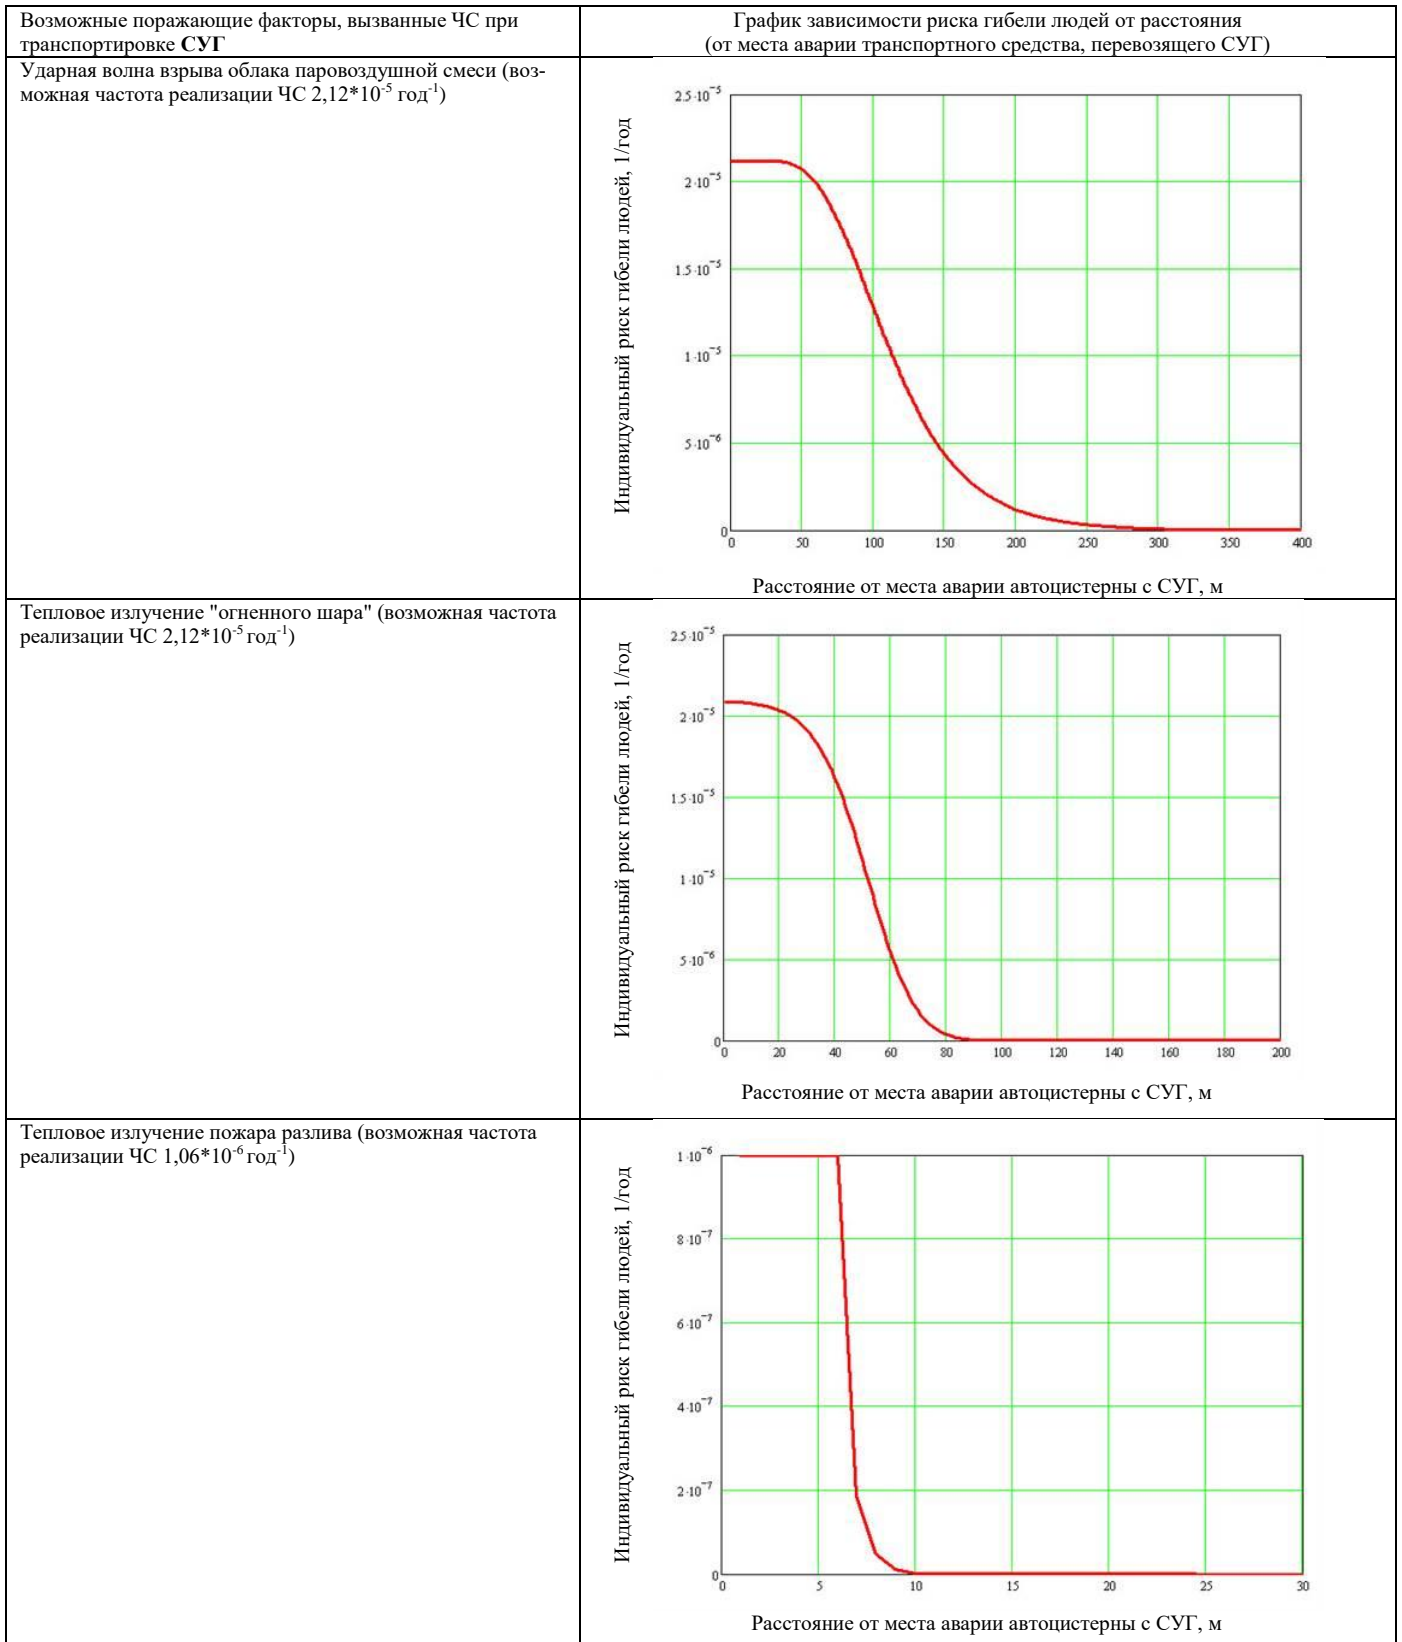 Возможные поражающие факторы, вызванные ЧС при
транспортировке СУГ
График зависимости риска гибели людей от расстояния
(от места аварии транспортного средства, перевозящего СУГ)
Ударная волна взрыва облака паровоздушной смеси (воз-
можная частота реализации ЧС 2,12*10⁻⁵ год⁻¹)
Индивидуальный риск гибели людей, 1/год
2.5·10⁻⁵
2·10⁻⁵
1.5·10⁻⁵
1·10⁻⁵
5·10⁻⁶
0
0 50 100 150 200 250 300 350 400
Расстояние от места аварии автоцистерны с СУГ, м
Тепловое излучение "огненного шара" (возможная частота
реализации ЧС 2,12*10⁻⁵ год⁻¹)
Индивидуальный риск гибели людей, 1/год
2.5·10⁻⁵
2·10⁻⁵
1.5·10⁻⁵
1·10⁻⁵
5·10⁻⁶
0
0 20 40 60 80 100 120 140 160 180 200
Расстояние от места аварии автоцистерны с СУГ, м
Тепловое излучение пожара разлива (возможная частота
реализации ЧС 1,06*10⁻⁶ год⁻¹)
Индивидуальный риск гибели людей, 1/год
1·10⁻⁶
8·10⁻⁷
6·10⁻⁷
4·10⁻⁷
2·10⁻⁷
0
0 5 10 15 20 25 30
Расстояние от места аварии автоцистерны с СУГ, м